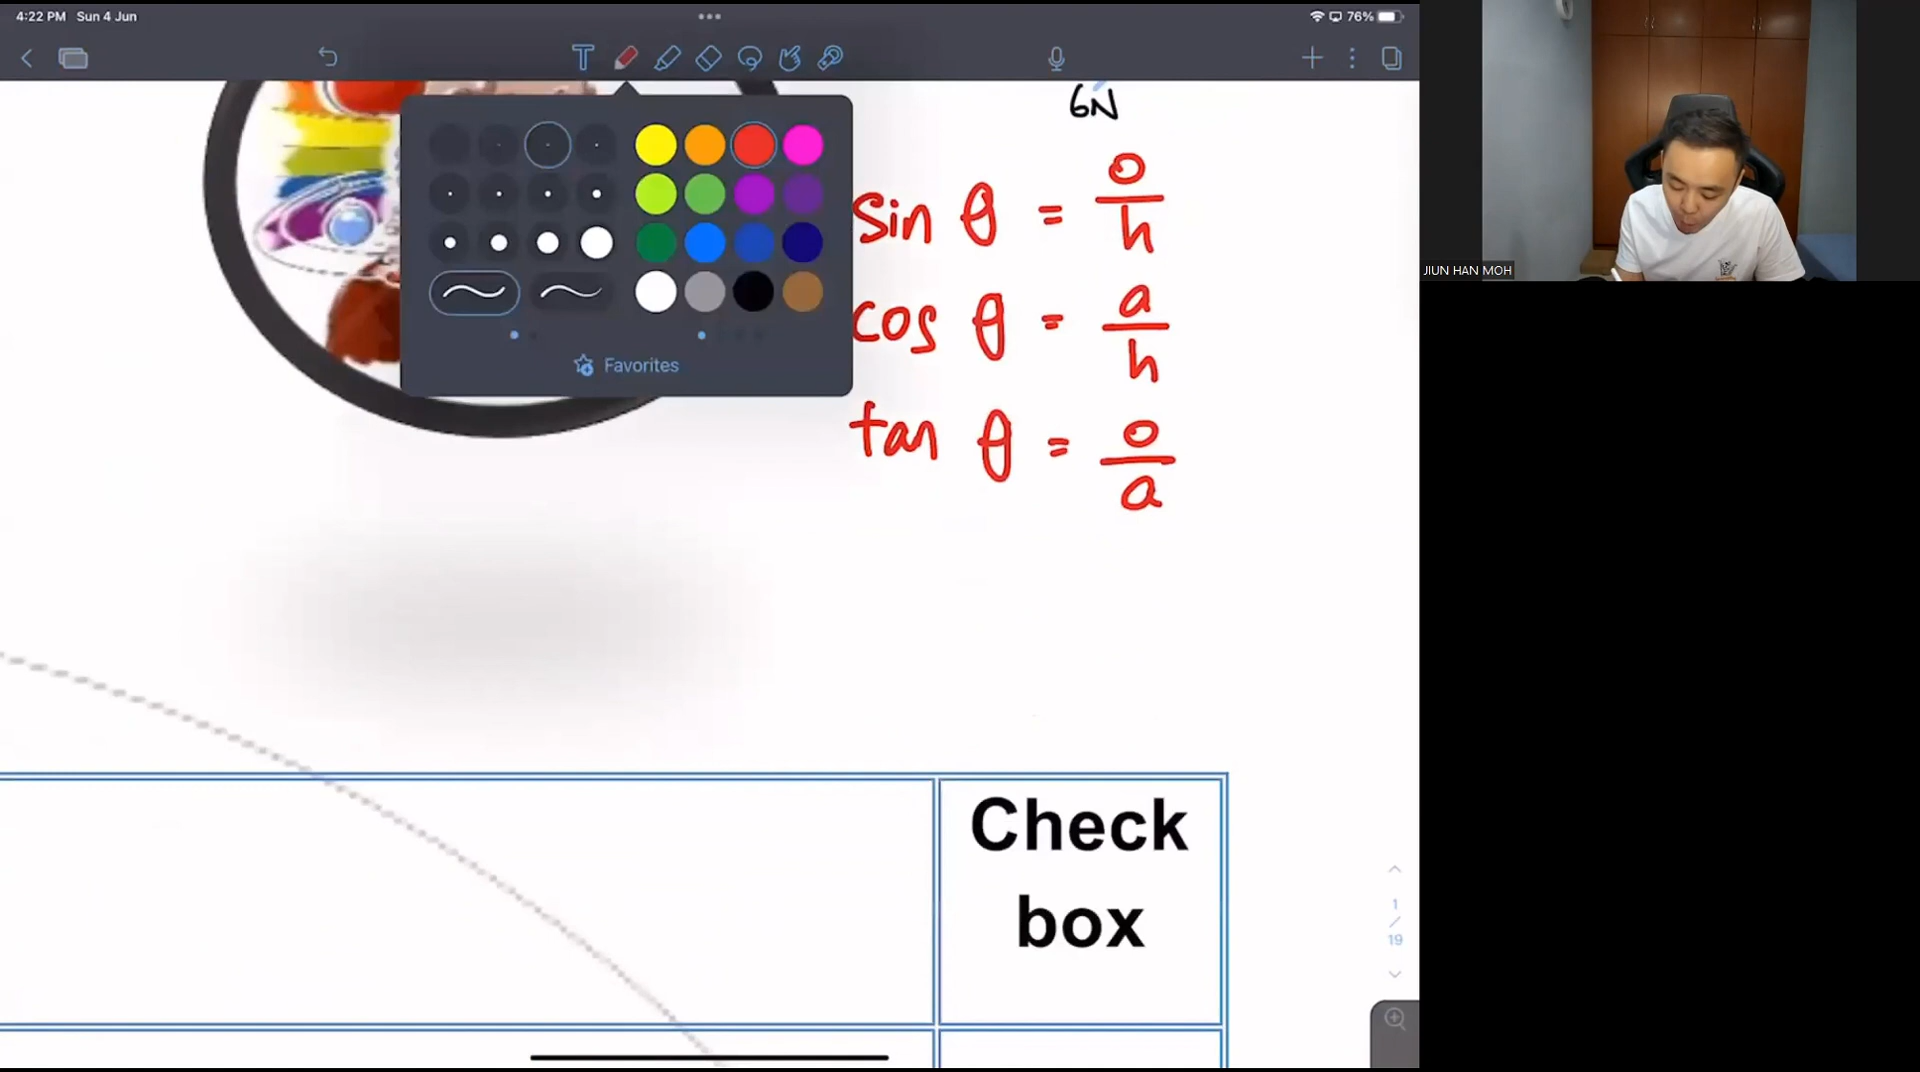 4:22 PM Sun 4 Jun
76%
T
6N
sin θ = o/h
cos θ = a/h
tan θ = o/a
Favorites
Check
box
1
/
19
JIUN HAN MOH